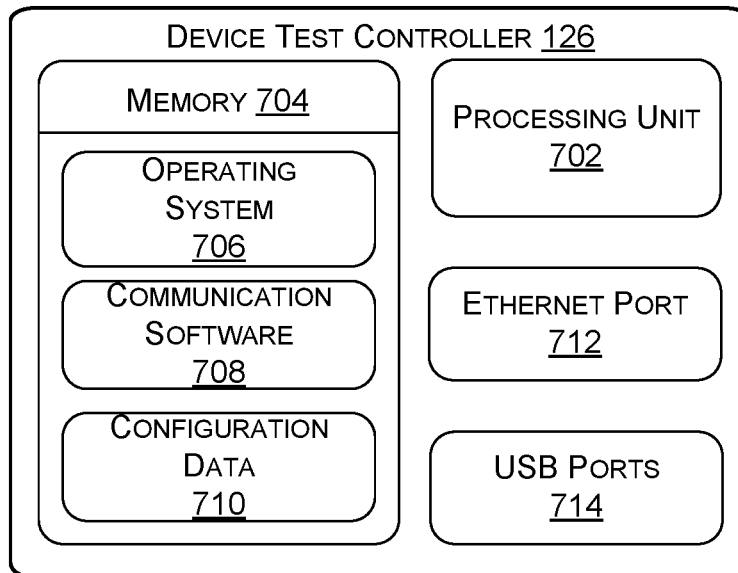 DEVICE TEST CONTROLLER 126
MEMORY 704
OPERATING
SYSTEM
706
COMMUNICATION
SOFTWARE
708
CONFIGURATION
DATA
710
PROCESSING UNIT
702
ETHERNET PORT
712
USB PORTS
714